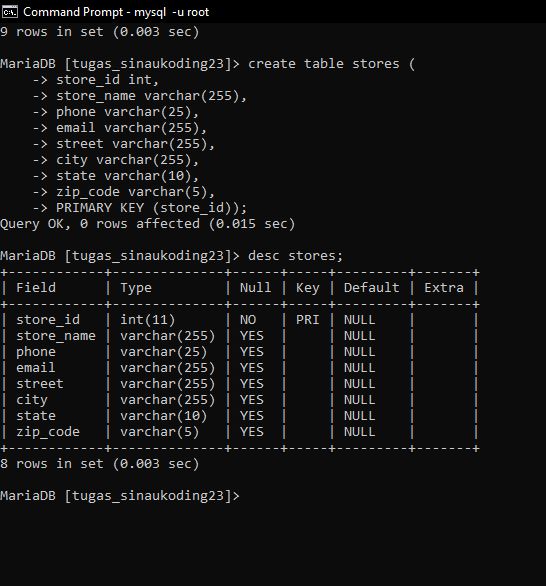 Command Prompt - mysql  -u root
9 rows in set (0.003 sec)

MariaDB [tugas_sinaukoding23]> create table stores (
    -> store_id int,
    -> store_name varchar(255),
    -> phone varchar(25),
    -> email varchar(255),
    -> street varchar(255),
    -> city varchar(255),
    -> state varchar(10),
    -> zip_code varchar(5),
    -> PRIMARY KEY (store_id));
Query OK, 0 rows affected (0.015 sec)

MariaDB [tugas_sinaukoding23]> desc stores;
+------------+--------------+------+-----+---------+-------+
| Field      | Type         | Null | Key | Default | Extra |
+------------+--------------+------+-----+---------+-------+
| store_id   | int(11)      | NO   | PRI | NULL    |       |
| store_name | varchar(255) | YES  |     | NULL    |       |
| phone      | varchar(25)  | YES  |     | NULL    |       |
| email      | varchar(255) | YES  |     | NULL    |       |
| street     | varchar(255) | YES  |     | NULL    |       |
| city       | varchar(255) | YES  |     | NULL    |       |
| state      | varchar(10)  | YES  |     | NULL    |       |
| zip_code   | varchar(5)   | YES  |     | NULL    |       |
+------------+--------------+------+-----+---------+-------+
8 rows in set (0.003 sec)

MariaDB [tugas_sinaukoding23]>